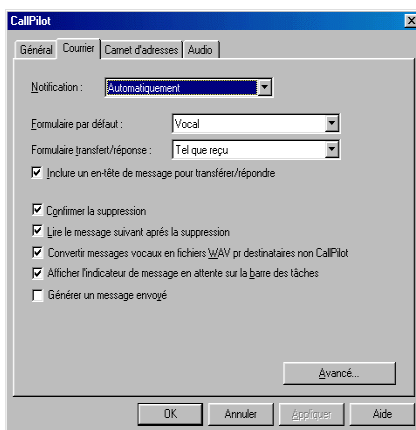 CallPilot
Général Courrier Carnet d'adresses Audio
Notification : Automatiquement
Formulaire par défaut : Vocal
Formulaire transfert/réponse : Tel que reçu
Inclure un en-tête de message pour transférer/répondre
Confirmer la suppression
Lire le message suivant aprés la suppression
Convertir messages vocaux en fichiers WAV pr destinataires non CallPilot
Afficher l'indicateur de message en attente sur la barre des tâches
Générer un message envoyé
Avancé...
OK Annuler Appliquer Aide